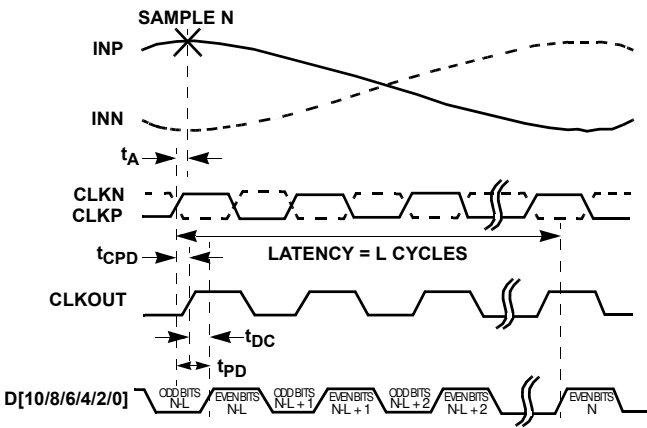 SAMPLE N
INP
INN
tA
CLKN
CLKP
LATENCY = L CYCLES
tCPD
CLKOUT
tDC
tPD
D[10/8/6/4/2/0]
ODD BITS N-L
EVEN BITS N-L
ODD BITS N-L + 1
EVEN BITS N-L + 1
ODD BITS N-L + 2
EVEN BITS N-L + 2
EVEN BITS N